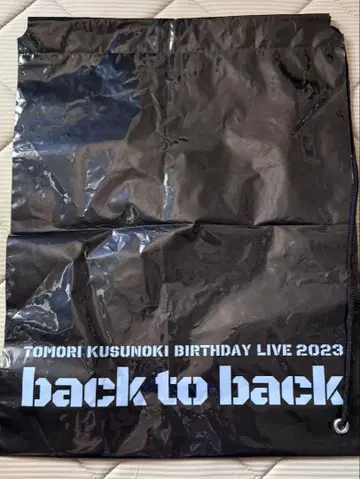 TOMORI KUSUNOKI BIRTHDAY LIVE 2023
back to back